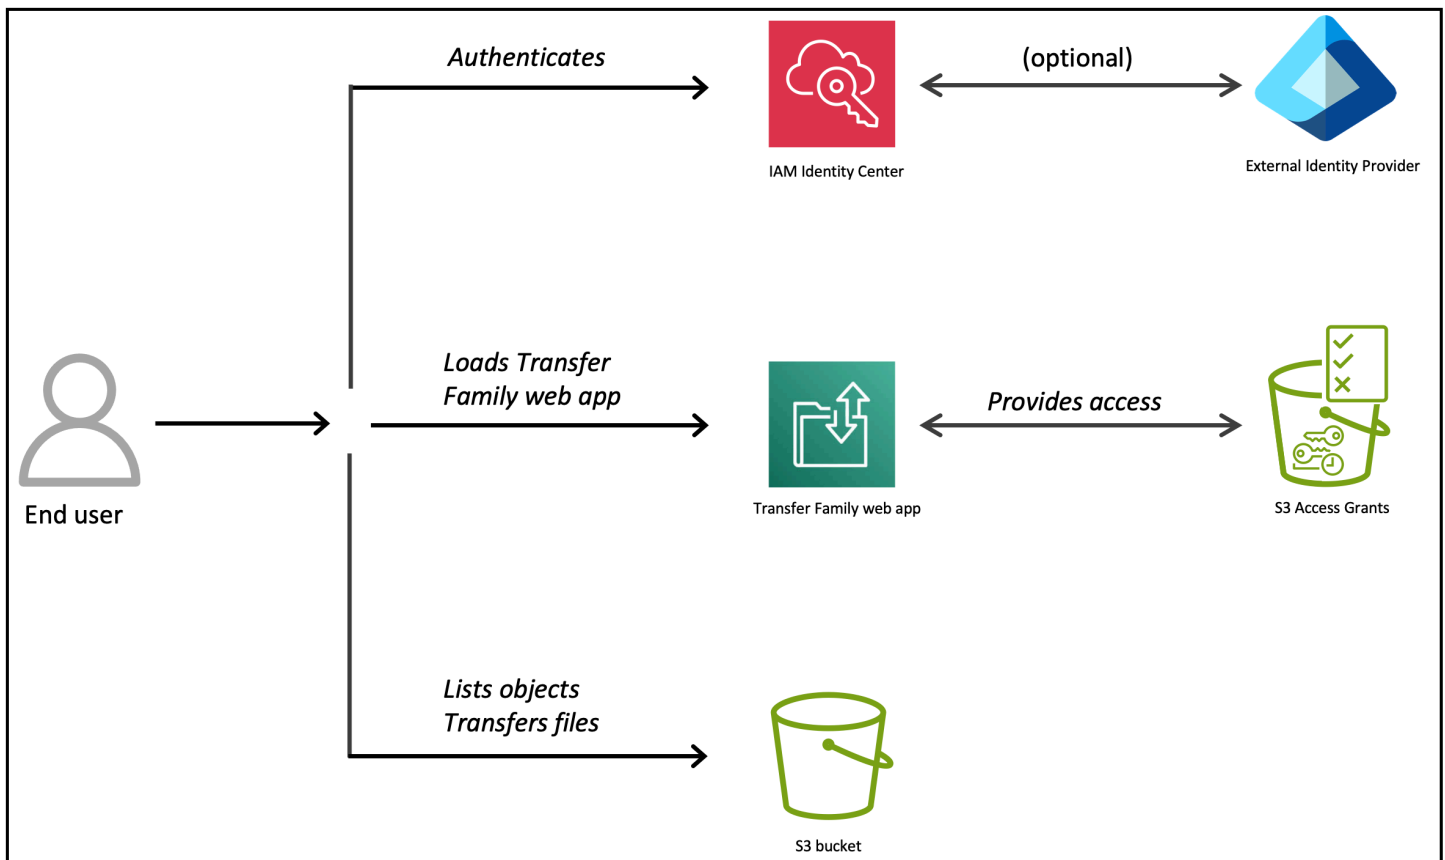 Authenticates
(optional)
IAM Identity Center
External Identity Provider
Loads Transfer
Family web app
Provides access
End user
Transfer Family web app
S3 Access Grants
Lists objects
Transfers files
S3 bucket